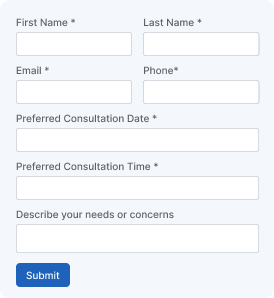 First Name * Last Name *
Email * Phone*
Preferred Consultation Date *
Preferred Consultation Time *
Describe your needs or concerns
Submit